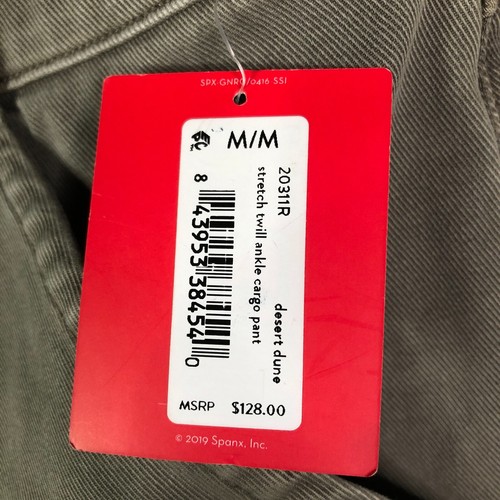 SPX GNRC/0416 SSI
M/M
20311R
desert dune
stretch twill ankle cargo pant
8 43953 38454 0
MSRP $128.00
© 2019 Spanx, Inc.